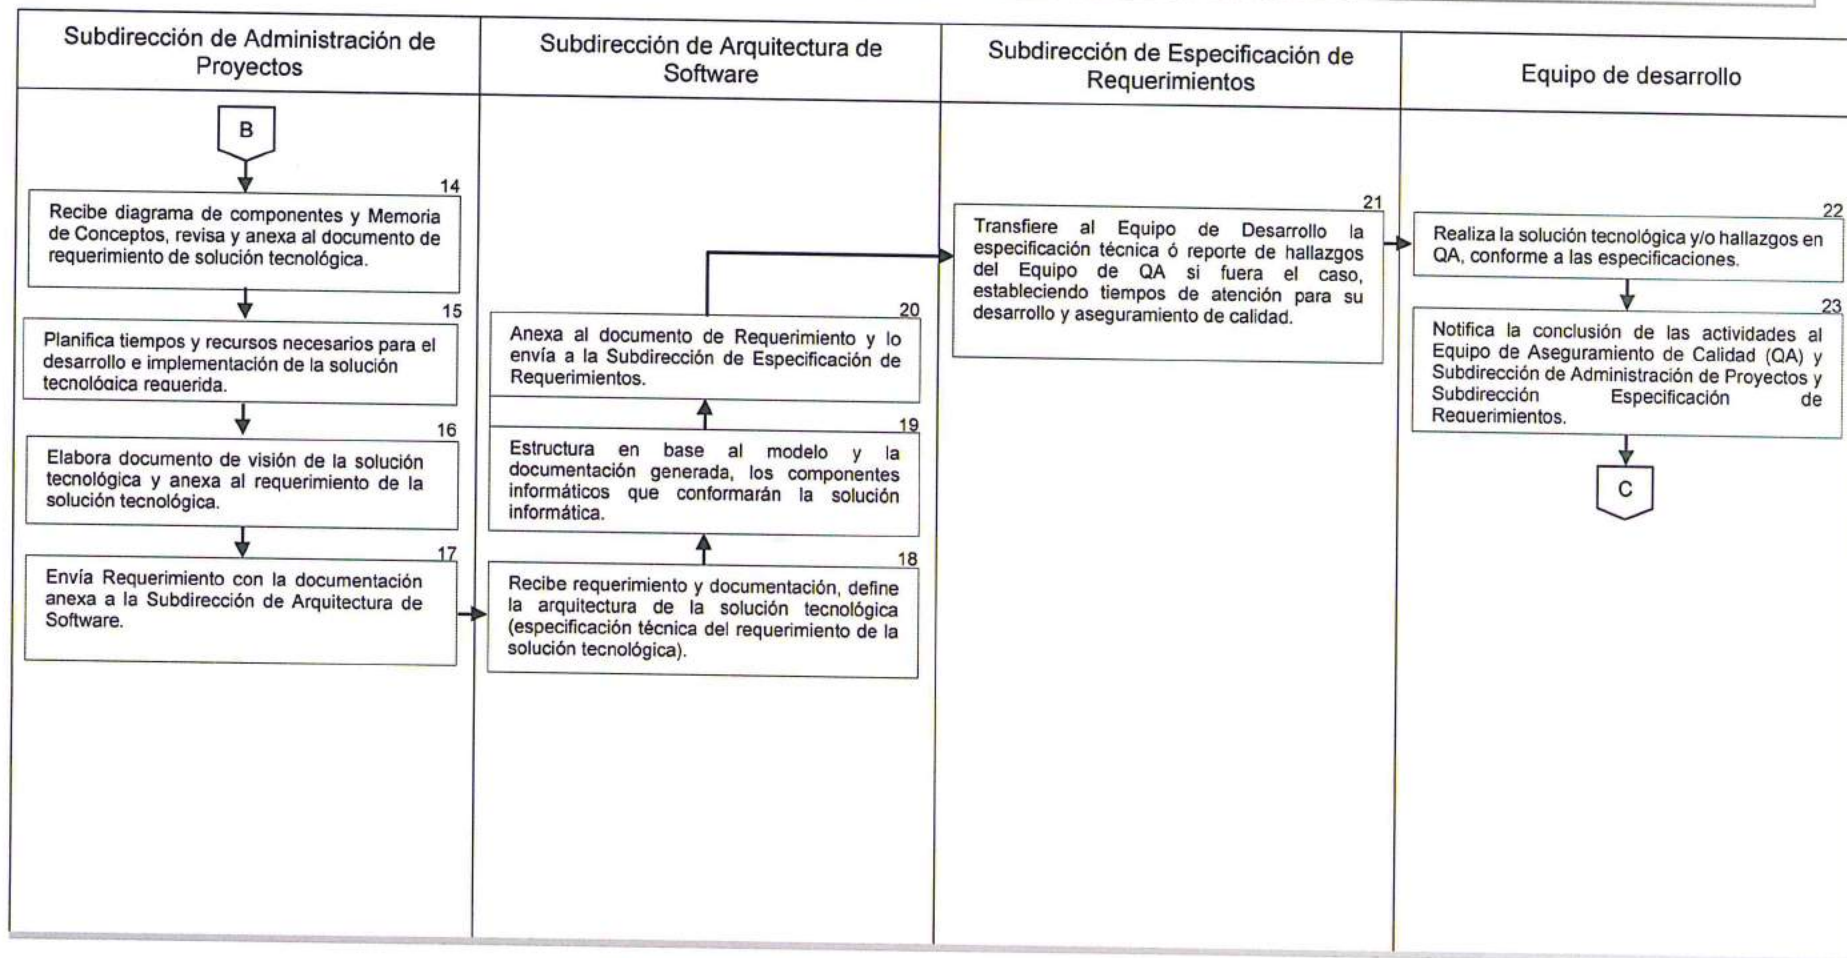 Subdirección de Administración de
Proyectos
Subdirección de Arquitectura de
Software
Subdirección de Especificación de
Requerimientos
Equipo de desarrollo
B
14
Recibe diagrama de componentes y Memoria
de Conceptos, revisa y anexa al documento de
requerimiento de solución tecnológica.
15
Planifica tiempos y recursos necesarios para el
desarrollo e implementación de la solución
tecnológica requerida.
16
Elabora documento de visión de la solución
tecnológica y anexa al requerimiento de la
solución tecnológica.
17
Envía Requerimiento con la documentación
anexa a la Subdirección de Arquitectura de
Software.
20
Anexa al documento de Requerimiento y lo
envía a la Subdirección de Especificación de
Requerimientos.
19
Estructura en base al modelo y la
documentación generada, los componentes
informáticos que conformarán la solución
informática.
18
Recibe requerimiento y documentación, define
la arquitectura de la solución tecnológica
(especificación técnica del requerimiento de la
solución tecnológica).
21
Transfiere al Equipo de Desarrollo la
especificación técnica ó reporte de hallazgos
del Equipo de QA si fuera el caso,
estableciendo tiempos de atención para su
desarrollo y aseguramiento de calidad.
22
Realiza la solución tecnológica y/o hallazgos en
QA, conforme a las especificaciones.
23
Notifica la conclusión de las actividades al
Equipo de Aseguramiento de Calidad (QA) y
Subdirección de Administración de Proyectos y
Subdirección Especificación de
Requerimientos.
C